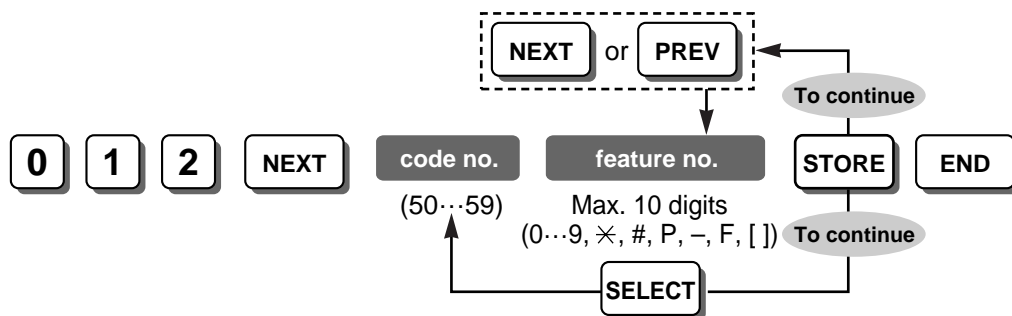 NEXT or PREV
To continue
0 1 2 NEXT code no. feature no. STORE END
(50···59) Max. 10 digits
(0···9, ✳, #, P, –, F, [ ]) To continue
SELECT